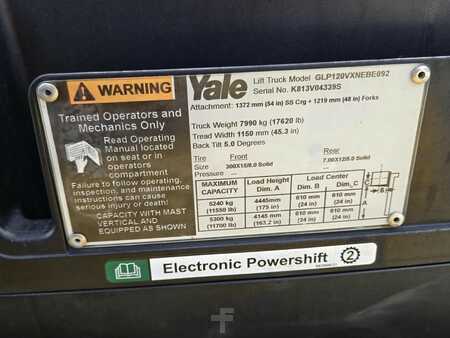 WARNING
Trained Operators and
Mechanics Only
Read Operating
Manual located
on seat or in
operator's
compartment.
Failure to follow operating,
inspection, and maintenance
instructions can cause
serious injury or death!
CAPACITY WITH MAST
VERTICAL AND
EQUIPPED AS SHOWN
Yale
Lift Truck Model GLP120VXNEBE092
Serial No. K813V04339S
Attachment: 1372 mm (54 in) SS Crg + 1219 mm (48 in) Forks
Truck Weight 7990 kg (17620 lb)
Tread Width 1150 mm (45.3 in)
Back Tilt 5.0 Degrees
Tire Front Rear
Size 300X15/8.0 Solid 7.00X12/5.0 Solid
Pressure --- ---
MAXIMUM CAPACITY Load Height Dim. A Load Center Dim. B Dim. C
5240 kg (11550 lb) 4445mm (175 in) 610 mm (24 in) 610 mm (24 in)
5300 kg (11700 lb) 4145 mm (163.2 in) 610 mm (24 in) 610 mm (24 in)
A
B
Electronic Powershift 2